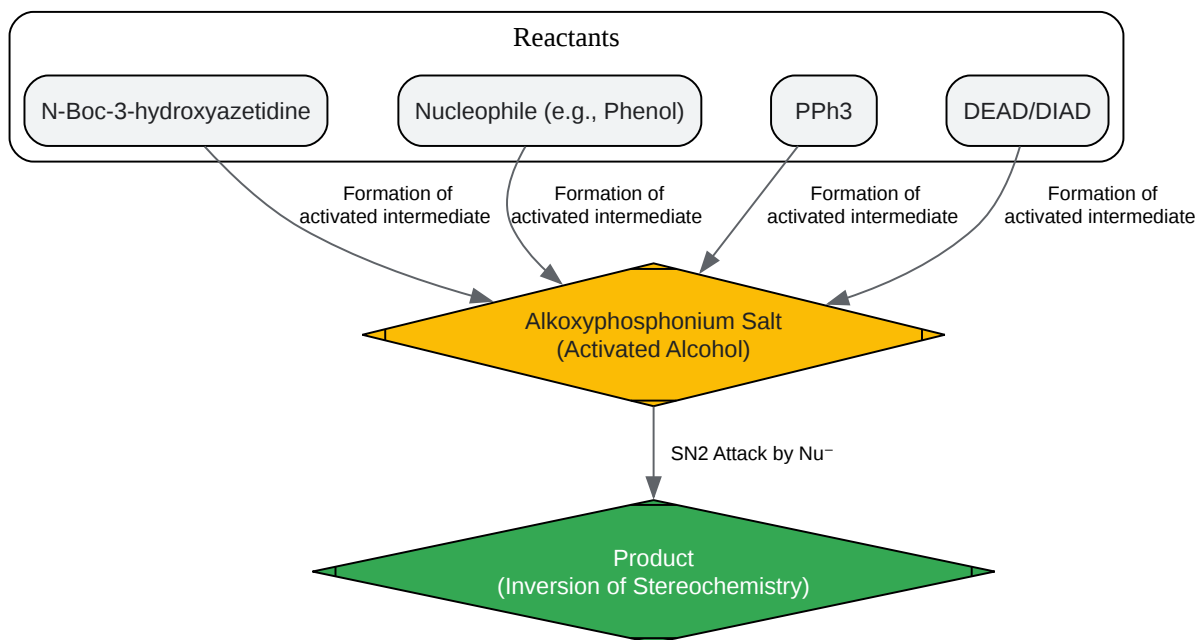 Reactants
N-Boc-3-hydroxyazetidine
Nucleophile (e.g., Phenol)
PPh3
DEAD/DIAD
Formation of
activated intermediate
Formation of
activated intermediate
Formation of
activated intermediate
Formation of
activated intermediate
Alkoxyphosphonium Salt
(Activated Alcohol)
SN2 Attack by Nu⁻
Product
(Inversion of Stereochemistry)